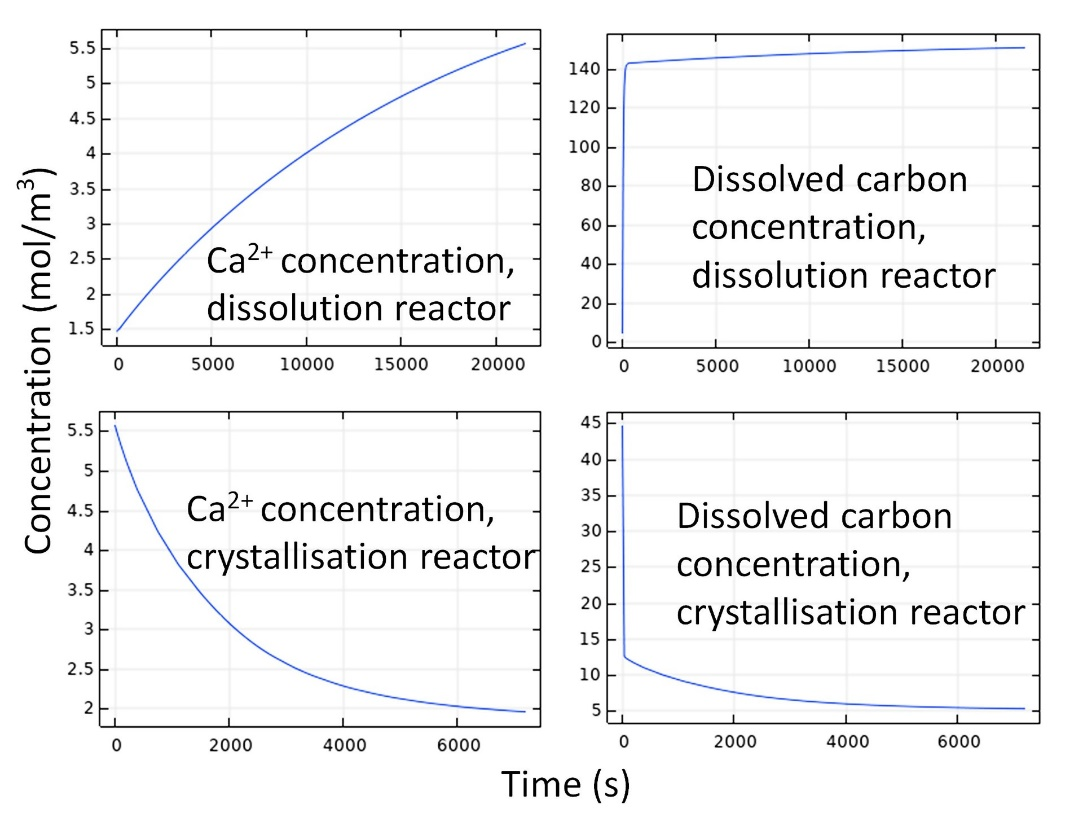 Concentration (mol/m³)
5.5
5
4.5
4
3.5
3
2.5
2
1.5
0 5000 10000 15000 20000
Ca²⁺ concentration,
dissolution reactor
140
120
100
80
60
40
20
0
0 5000 10000 15000 20000
Dissolved carbon
concentration,
dissolution reactor
5.5
5
4.5
4
3.5
3
2.5
2
0 2000 4000 6000
Ca²⁺ concentration,
crystallisation reactor
45
40
35
30
25
20
15
10
5
0 2000 4000 6000
Dissolved carbon
concentration,
crystallisation reactor
Time (s)